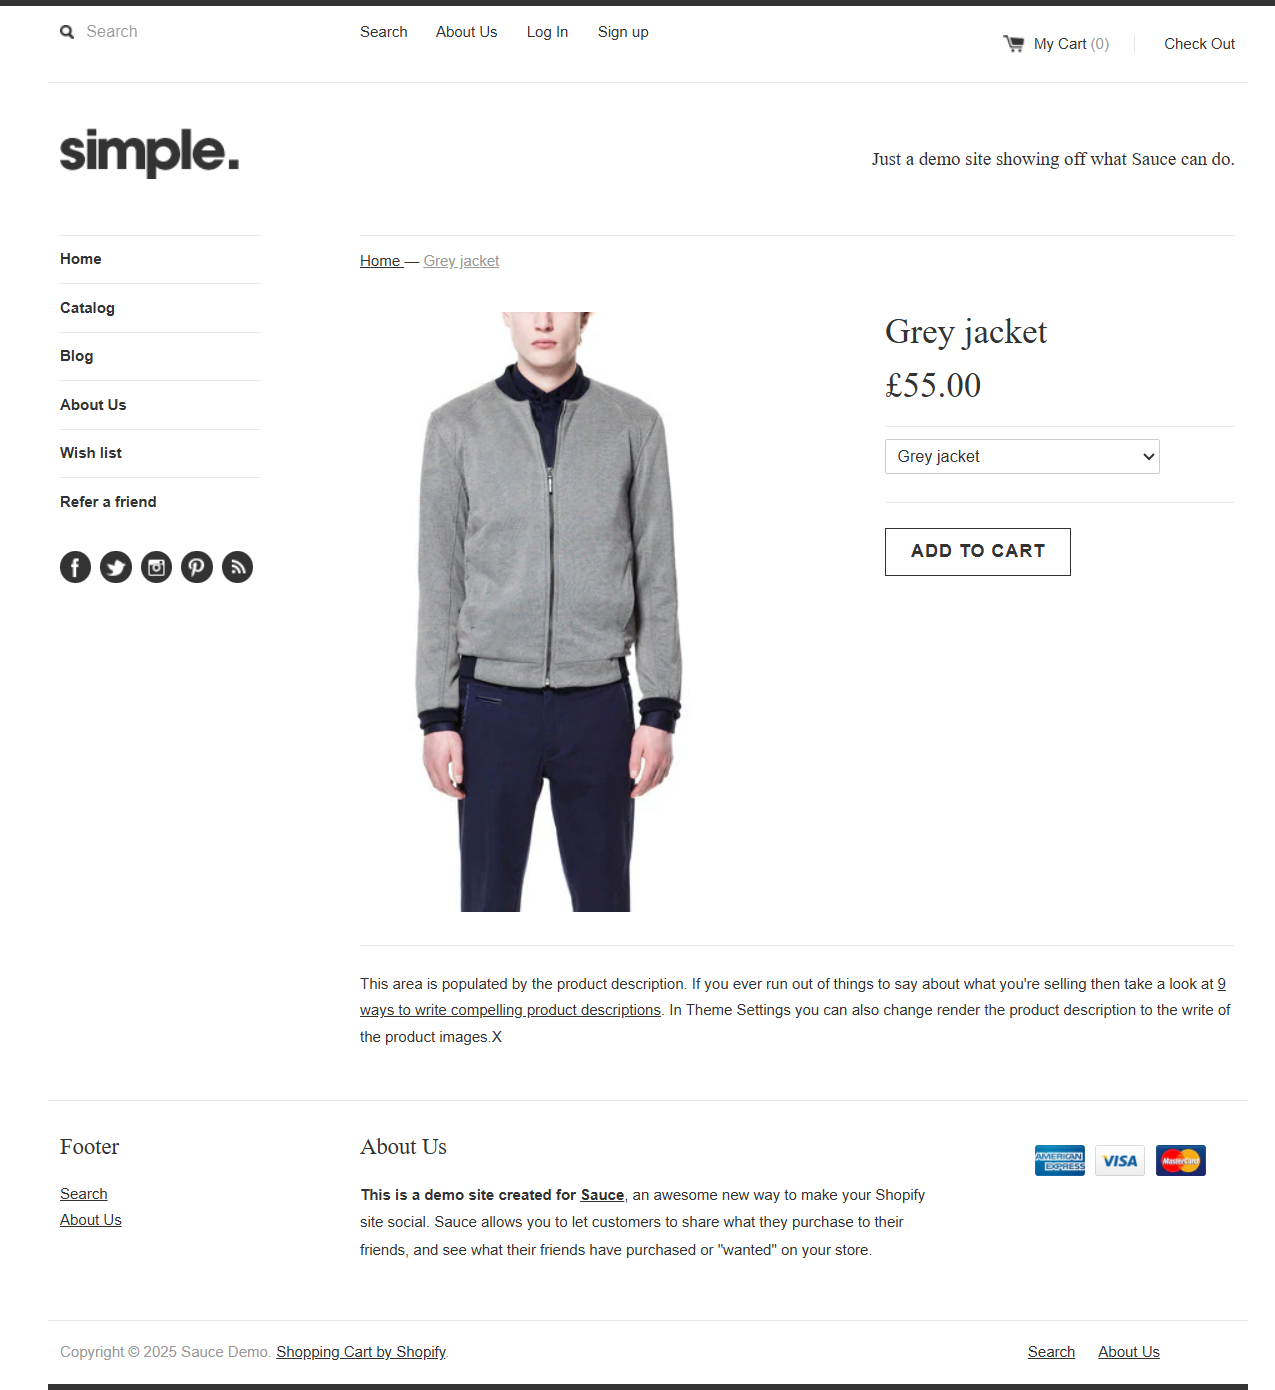 Search
Search About Us Log In Sign up
My Cart (0) Check Out
simple.
Just a demo site showing off what Sauce can do.
Home
Catalog
Blog
About Us
Wish list
Refer a friend
Home — Grey jacket
Grey jacket
£55.00
Grey jacket
ADD TO CART
This area is populated by the product description. If you ever run out of things to say about what you're selling then take a look at 9
ways to write compelling product descriptions. In Theme Settings you can also change render the product description to the write of
the product images.X
Footer
Search
About Us
About Us
This is a demo site created for Sauce, an awesome new way to make your Shopify
site social. Sauce allows you to let customers to share what they purchase to their
friends, and see what their friends have purchased or "wanted" on your store.
AMERICAN
EXPRESS
VISA
MasterCard
Copyright © 2025 Sauce Demo. Shopping Cart by Shopify.
Search About Us